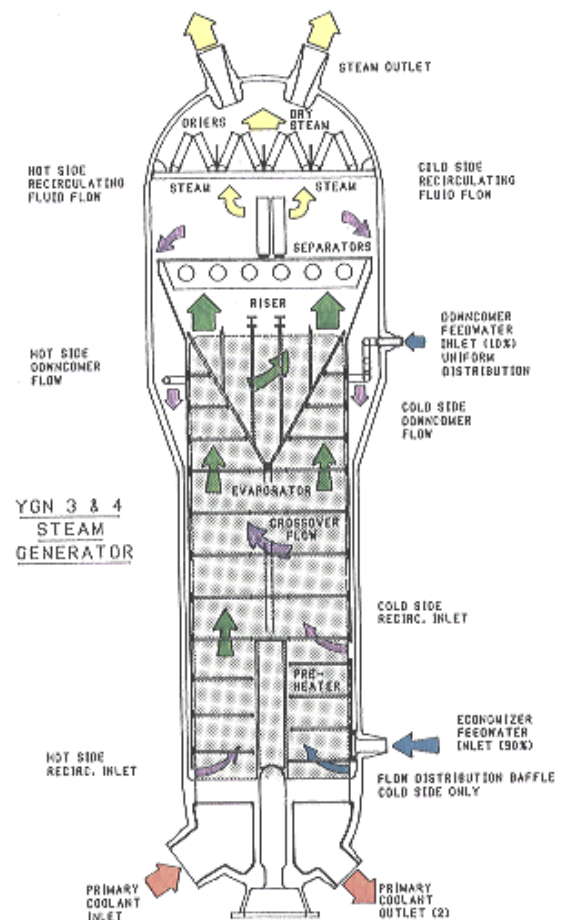 STEAM OUTLET
DRIERS
DRY
STEAM
HOT SIDE
RECIRCULATING
FLUID FLOW
COLD SIDE
RECIRCULATING
FLUID FLOW
STEAM
STEAM
SEPARATORS
RISER
DOWNCOMER
FEEDWATER
INLET (10%)
UNIFORM
DISTRIBUTION
HOT SIDE
DOWNCOMER
FLOW
COLD SIDE
DOWNCOMER
FLOW
EVAPORATOR
YGN 3 & 4
STEAM
GENERATOR
CROSSOVER
FLOW
COLD SIDE
RECIRC. INLET
PRE-
HEATER
ECONOMIZER
FEEDWATER
INLET (90%)
HOT SIDE
RECIRC. INLET
FLOW DISTRIBUTION BAFFLE
COLD SIDE ONLY
PRIMARY
COOLANT
INLET
PRIMARY
COOLANT
OUTLET (2)